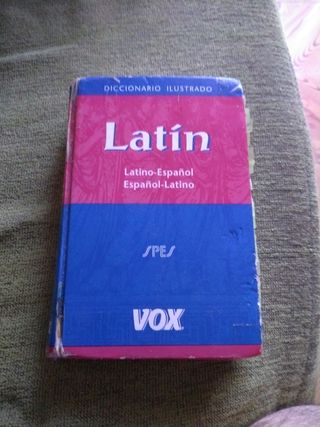 DICCIONARIO ILUSTRADO
Latín
Latino-Español
Español-Latino
SPES
VOX